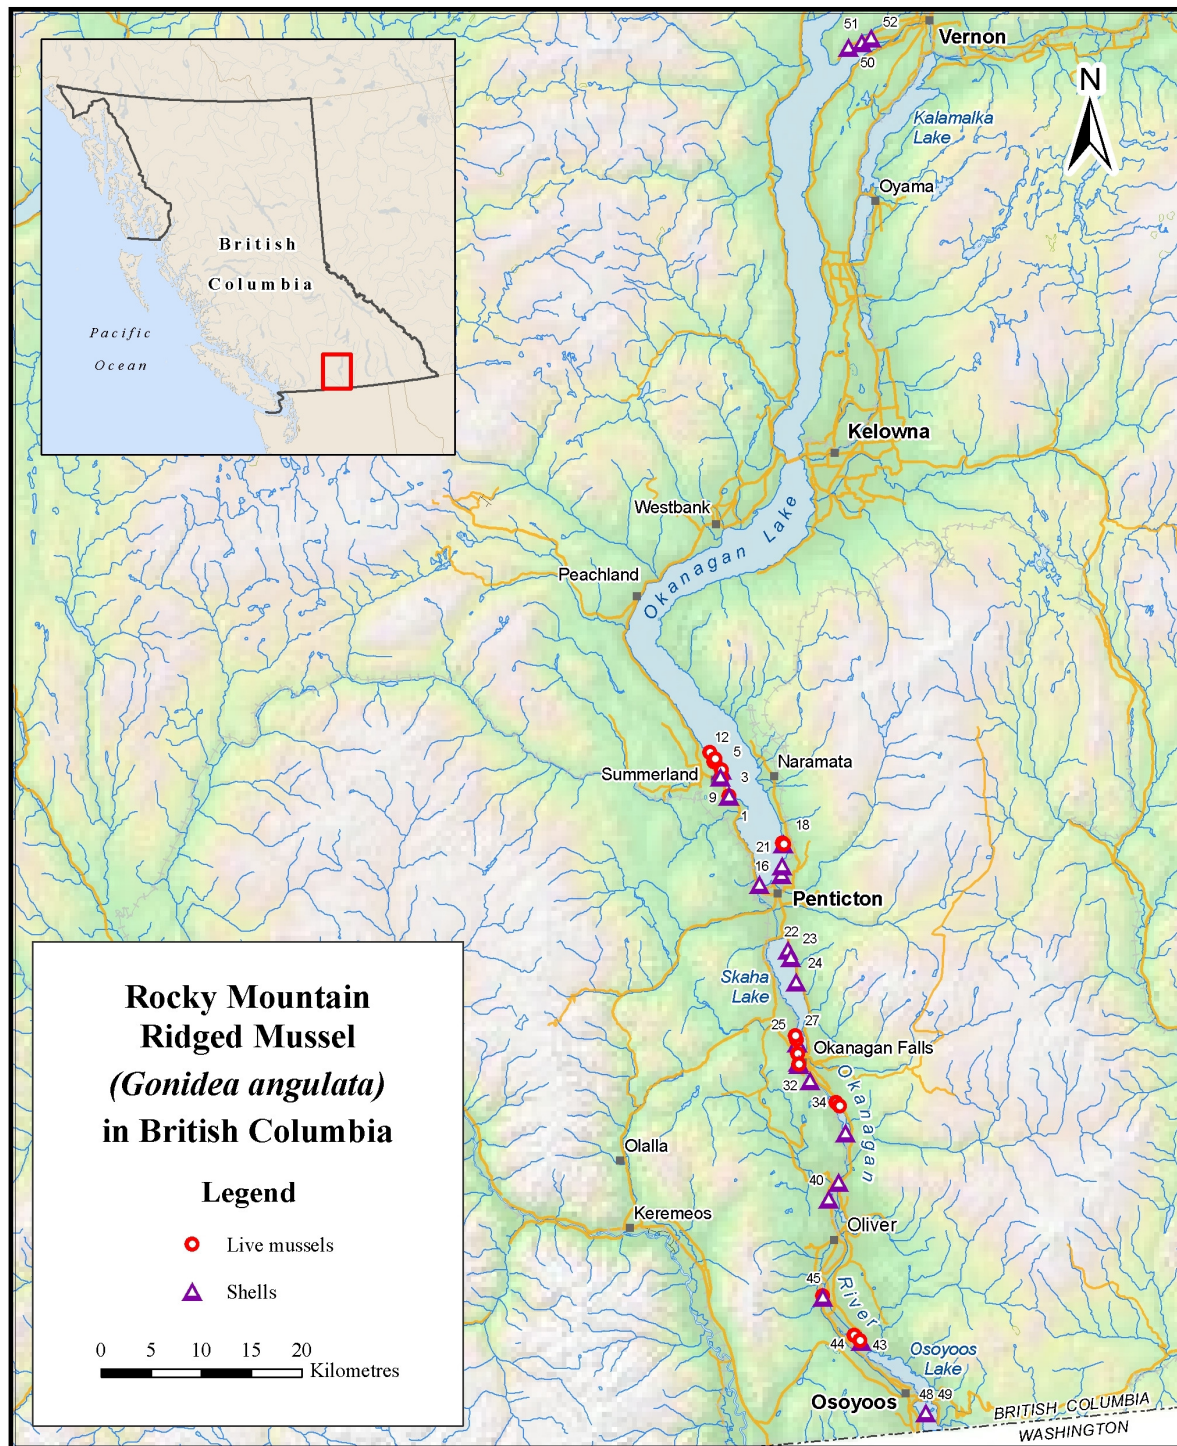 51
52
50
Vernon
N
Kalamalka
Lake
Oyama
British
Columbia
Pacific
Ocean
Kelowna
Westbank
Okanagan Lake
Peachland
12
5
Summerland
3
Naramata
9
1
18
21
16
Penticton
22
23
24
Skaha
Lake
25
27
Okanagan Falls
32
34
Okanagan
River
40
Olalla
Keremeos
Oliver
45
44
43
Osoyoos
Lake
Osoyoos
48
49
BRITISH COLUMBIA
WASHINGTON
Rocky Mountain
Ridged Mussel
(Gonidea angulata)
in British Columbia
Legend
Live mussels
Shells
0 5 10 15 20
Kilometres